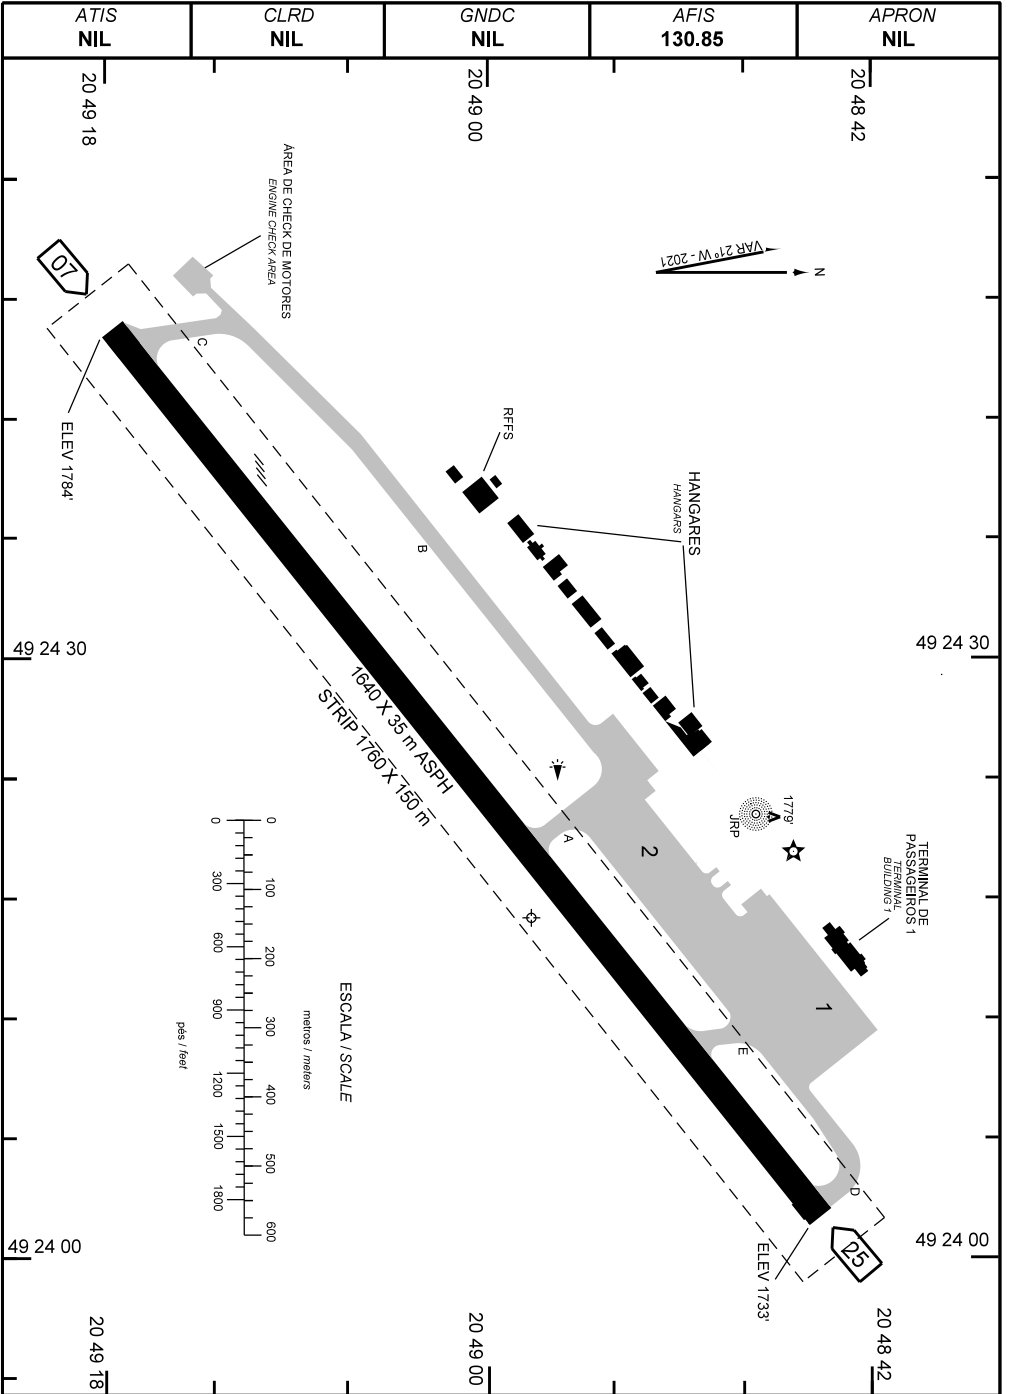 ATIS
NIL
CLRD
NIL
GNDC
NIL
AFIS
130.85
APRON
NIL
20 49 18
20 49 00
20 48 42
ÁREA DE CHECK DE MOTORES
ENGINE CHECK AREA
VAR 21° W - 2021
N
07
C
ELEV 1784'
RFFS
HANGARES
HANGARS
B
49 24 30
49 24 30
1640 X 35 m ASPH
STRIP 1760 X 150 m
A
2
1779'
JRP
TERMINAL DE
PASSAGEIROS 1
TERMINAL
BUILDING 1
1
E
D
ESCALA / SCALE
metros / meters
0 100 200 300 400 500 600
0 300 600 900 1200 1500 1800
pés / feet
25
ELEV 1733'
49 24 00
49 24 00
20 49 18
20 49 00
20 48 42